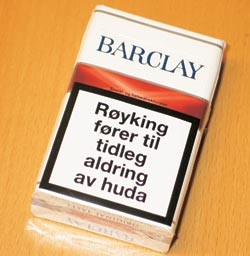 BARCLAY
Røyking
fører til
tidleg
aldring
av huda